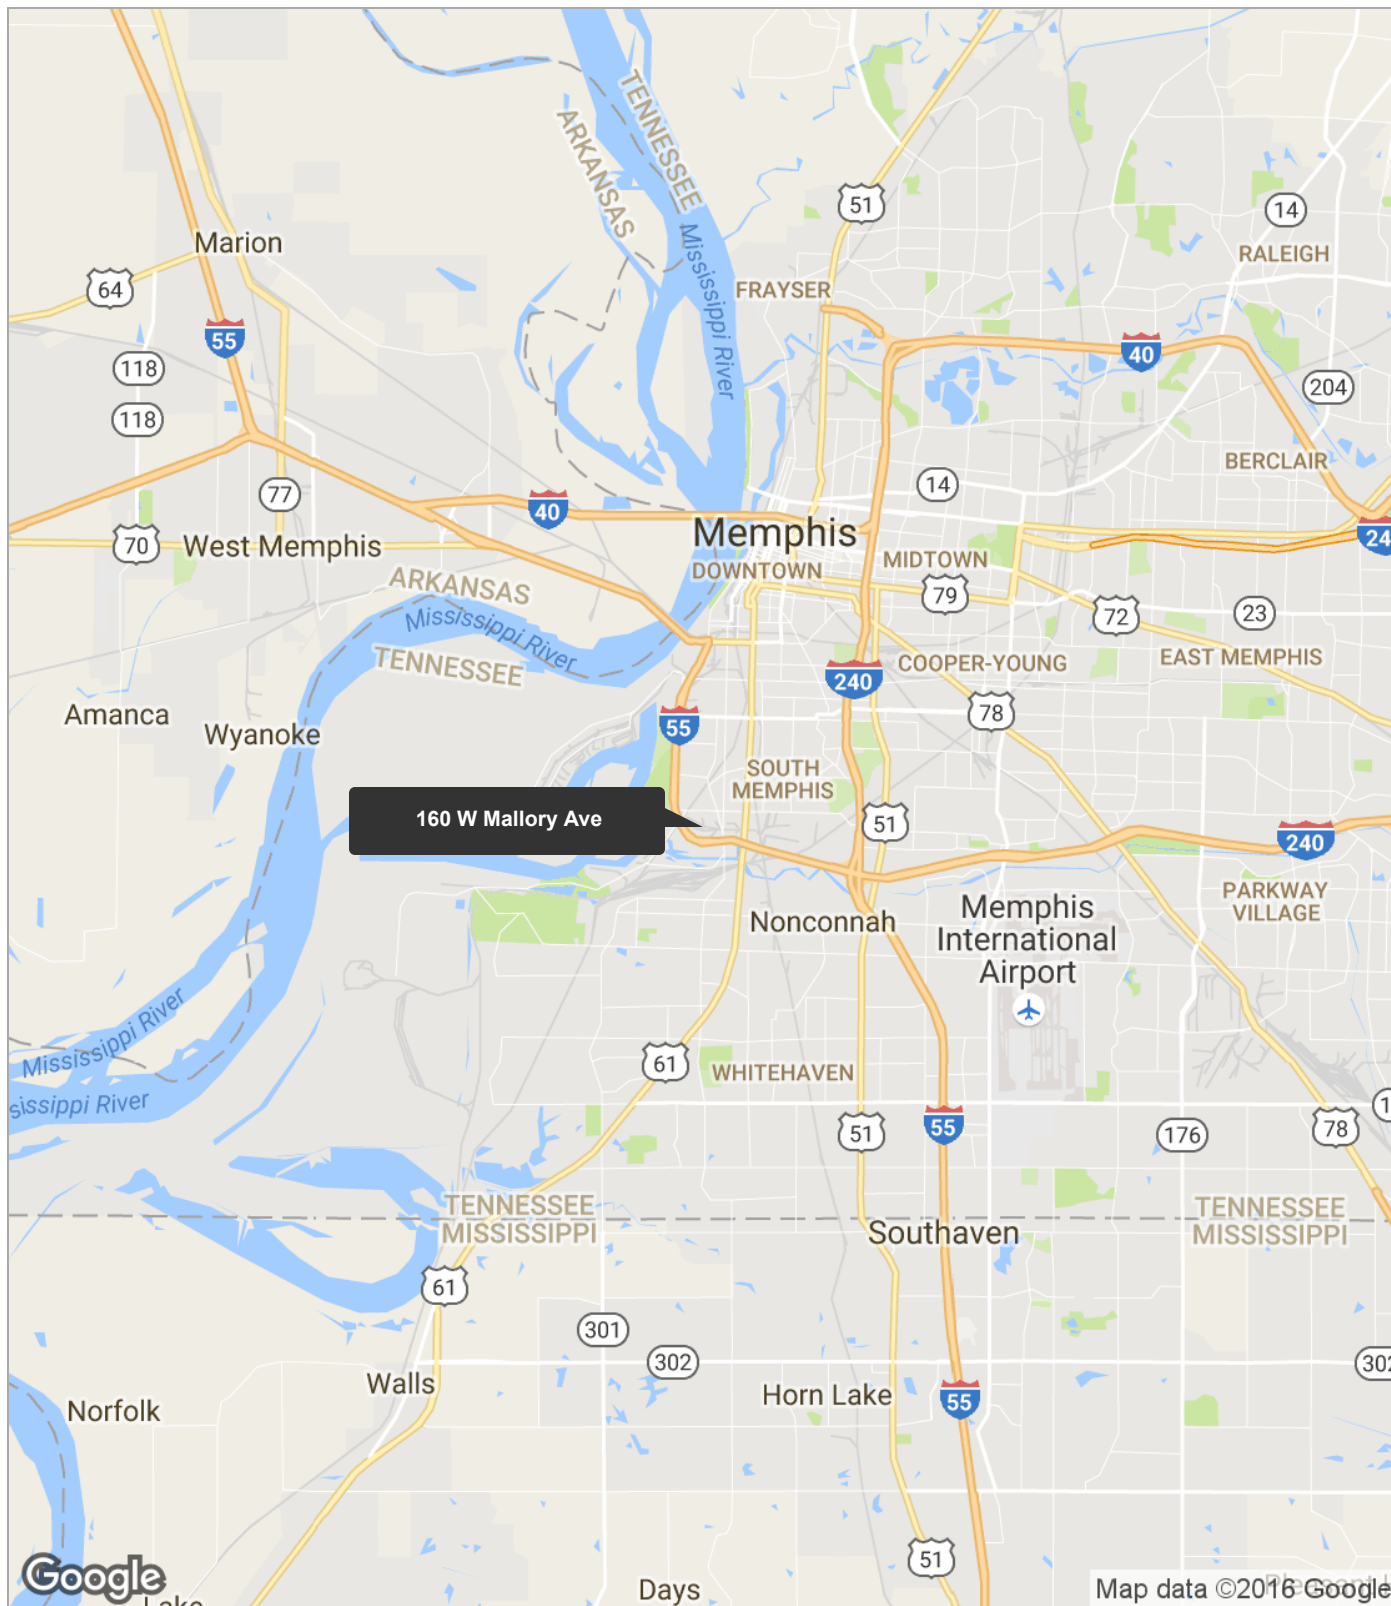 TENNESSEE
ARKANSAS
Mississippi River
51
14
Marion
RALEIGH
64
FRAYSER
55
40
118
204
118
BERCLAIR
14
77
40
Memphis
24
70
West Memphis
DOWNTOWN
MIDTOWN
ARKANSAS
79
72
23
Mississippi River
TENNESSEE
COOPER-YOUNG
EAST MEMPHIS
240
Amanca
78
Wyanoke
55
SOUTH
MEMPHIS
160 W Mallory Ave
51
240
PARKWAY
VILLAGE
Nonconnah
Memphis
International
Airport
Mississippi River
61
WHITEHAVEN
sissippi River
1
51
55
176
78
TENNESSEE
MISSISSIPPI
TENNESSEE
MISSISSIPPI
Southaven
61
301
302
302
Walls
Horn Lake
55
Norfolk
51
Google
Days
Map data ©2016 Google
Lake